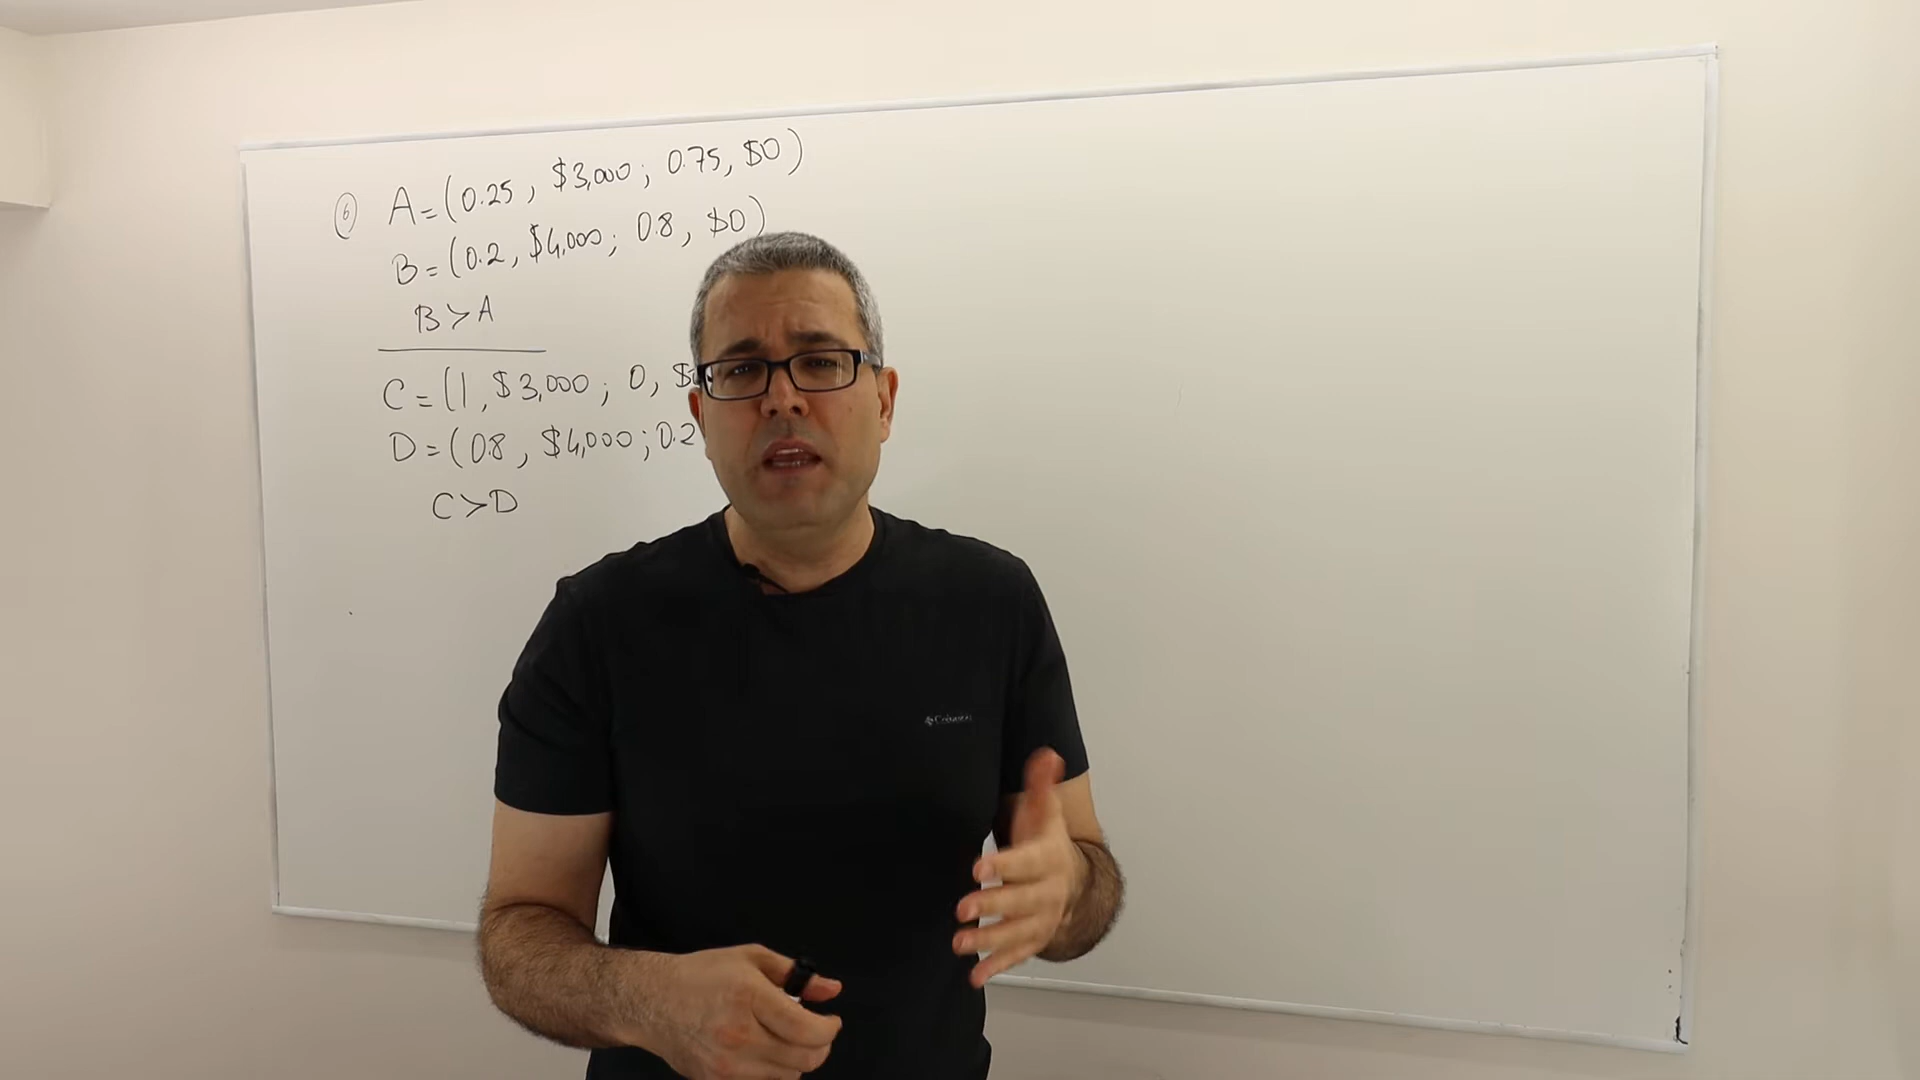 6 A = (0.25, $3,000; 0.75, $0)
B = (0.2, $4,000; 0.8, $0)
B > A
C = (1, $3,000; 0, $
D = (0.8, $4,000; 0.2
C > D
Columbia